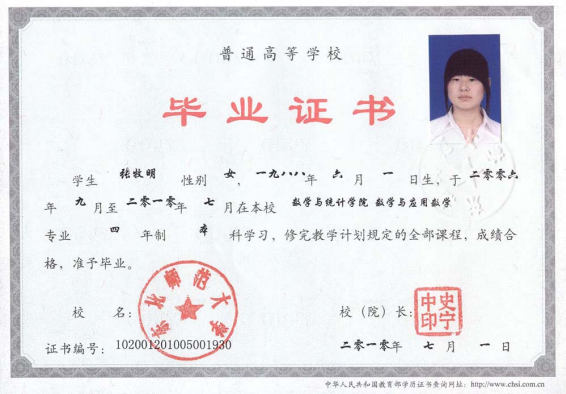 普通高等学校
毕业证书
学生 张牧明 性别 女，一九八八年 六 月 一 日生，于 二零零六
年 九 月至 二零一零年 七 月在本校 数学与统计学院 数学与应用数学
专业 四 年制 本 科学习，修完教学计划规定的全部课程，成绩合
格，准予毕业。
校 名： 东北师范大学
校（院）长： 史宁中印
证书编号： 102001201005001930
二零一零年 七 月 一 日
中华人民共和国教育部学历证书查询网址：http://www.chsi.com.cn